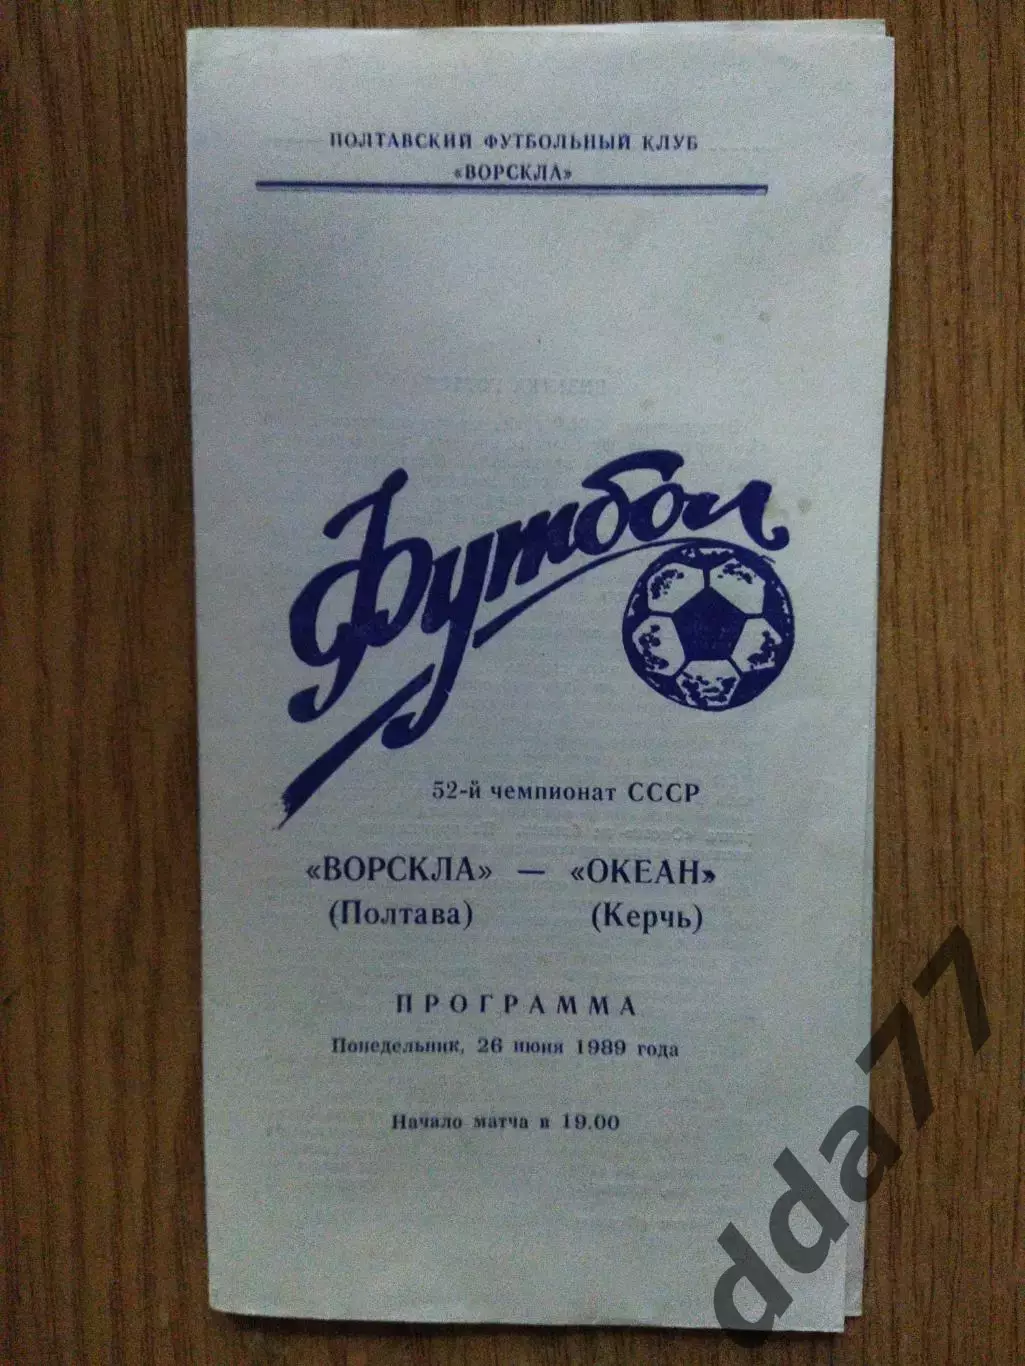 ПОЛТАВСКИЙ ФУТБОЛЬНЫЙ КЛУБ
«ВОРСКЛА»
Футбол
52-й чемпионат СССР
«ВОРСКЛА» — «ОКЕАН»
(Полтава) (Керчь)
ПРОГРАММА
Понедельник, 26 июня 1989 года
Начало матча в 19.00
dda77